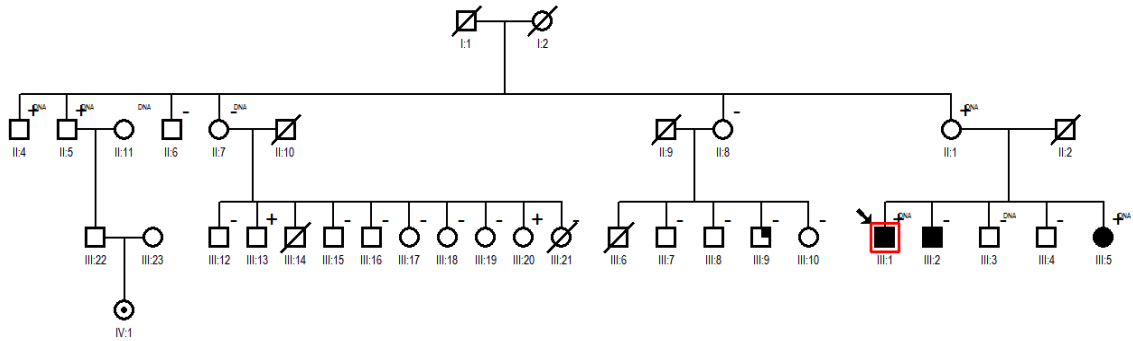 I:1 I:2
+DNA +DNA DNA - -DNA - +DNA
II:4 II:5 II:11 II:6 II:7 II:10 II:9 II:8 II:1 II:2
- + - - - - - + - - - - - +DNA - -DNA - +DNA
III:22 III:23 III:12 III:13 III:14 III:15 III:16 III:17 III:18 III:19 III:20 III:21 III:6 III:7 III:8 III:9 III:10 III:1 III:2 III:3 III:4 III:5
IV:1